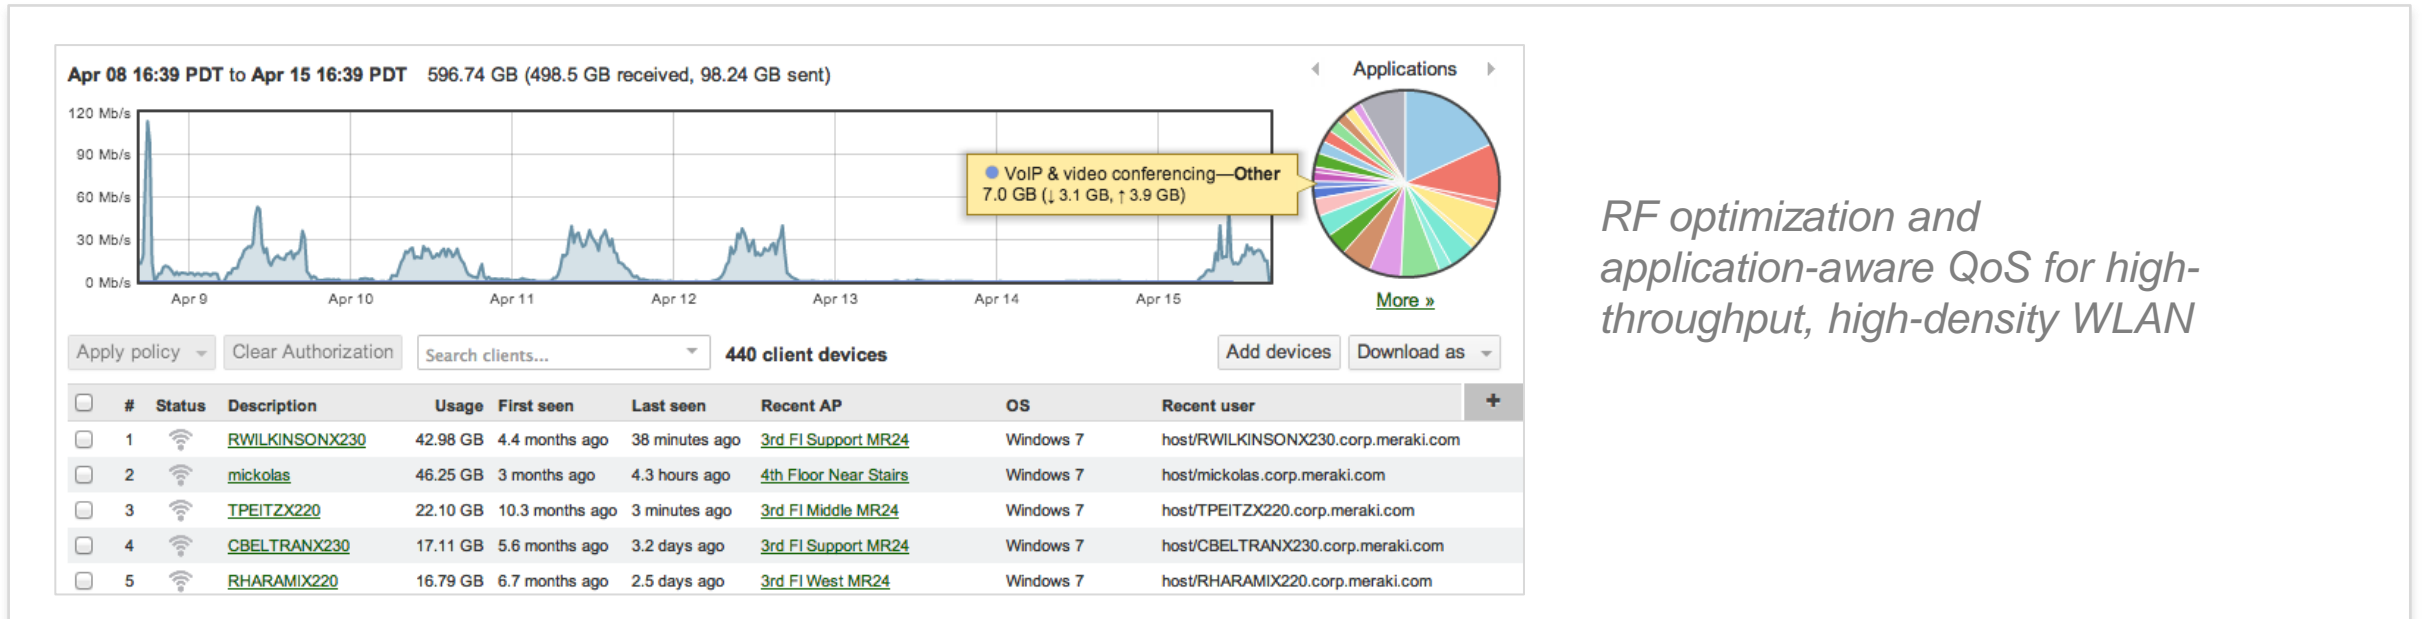 Apr 08 16:39 PDT to Apr 15 16:39 PDT 596.74 GB (498.5 GB received, 98.24 GB sent)
Applications
120 Mb/s
90 Mb/s
60 Mb/s
30 Mb/s
0 Mb/s
Apr 9 Apr 10 Apr 11 Apr 12 Apr 13 Apr 14 Apr 15
VoIP & video conferencing—Other
7.0 GB (↓ 3.1 GB, ↑ 3.9 GB)
More »
Apply policy Clear Authorization Search clients... 440 client devices Add devices Download as
# Status Description Usage First seen Last seen Recent AP OS Recent user +
1 RWILKINSONX230 42.98 GB 4.4 months ago 38 minutes ago 3rd Fl Support MR24 Windows 7 host/RWILKINSONX230.corp.meraki.com
2 mickolas 46.25 GB 3 months ago 4.3 hours ago 4th Floor Near Stairs Windows 7 host/mickolas.corp.meraki.com
3 TPEITZX220 22.10 GB 10.3 months ago 3 minutes ago 3rd Fl Middle MR24 Windows 7 host/TPEITZX220.corp.meraki.com
4 CBELTRANX230 17.11 GB 5.6 months ago 3.2 days ago 3rd Fl Support MR24 Windows 7 host/CBELTRANX230.corp.meraki.com
5 RHARAMIX220 16.79 GB 6.7 months ago 2.5 days ago 3rd Fl West MR24 Windows 7 host/RHARAMIX220.corp.meraki.com
RF optimization and
application-aware QoS for high-
throughput, high-density WLAN